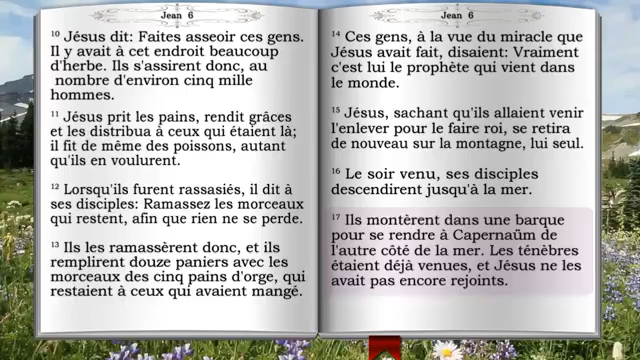 Jean 6
¹⁰ Jésus dit: Faites asseoir ces gens.
Il y avait à cet endroit beaucoup
d'herbe. Ils s'assirent donc, au
nombre d'environ cinq mille
hommes.
¹¹ Jésus prit les pains, rendit grâces
et les distribua à ceux qui étaient là;
il fit de même des poissons, autant
qu'ils en voulurent.
¹² Lorsqu'ils furent rassasiés, il dit à
ses disciples: Ramassez les morceaux
qui restent, afin que rien ne se perde.
¹³ Ils les ramassèrent donc, et ils
remplirent douze paniers avec les
morceaux des cinq pains d'orge, qui
restaient à ceux qui avaient mangé.
Jean 6
¹⁴ Ces gens, à la vue du miracle que
Jésus avait fait, disaient: Vraiment
c'est lui le prophète qui vient dans
le monde.
¹⁵ Jésus, sachant qu'ils allaient venir
l'enlever pour le faire roi, se retira
de nouveau sur la montagne, lui seul.
¹⁶ Le soir venu, ses disciples
descendirent jusqu'à la mer.
¹⁷ Ils montèrent dans une barque
pour se rendre à Capernaüm de
l'autre côté de la mer. Les ténèbres
étaient déjà venues, et Jésus ne les
avait pas encore rejoints.